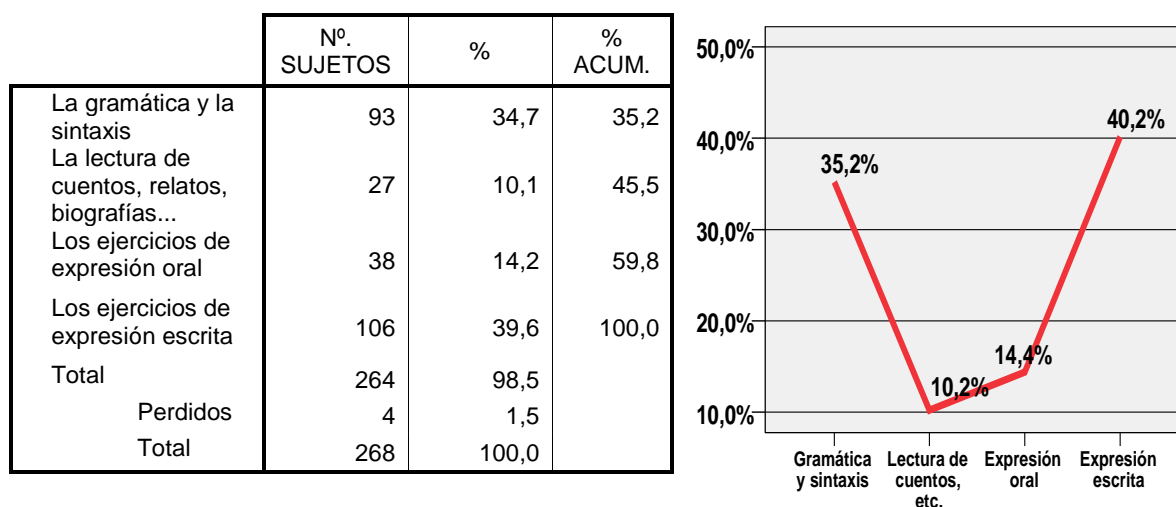 Nº.
SUJETOS
%
%
ACUM.
La gramática y la
sintaxis
93
34,7
35,2
La lectura de
cuentos, relatos,
biografías...
27
10,1
45,5
Los ejercicios de
expresión oral
38
14,2
59,8
Los ejercicios de
expresión escrita
106
39,6
100,0
Total
264
98,5
Perdidos
4
1,5
Total
268
100,0
50,0%
40,0%
30,0%
20,0%
10,0%
35,2%
10,2%
14,4%
40,2%
Gramática
y sintaxis
Lectura de
cuentos,
etc.
Expresión
oral
Expresión
escrita